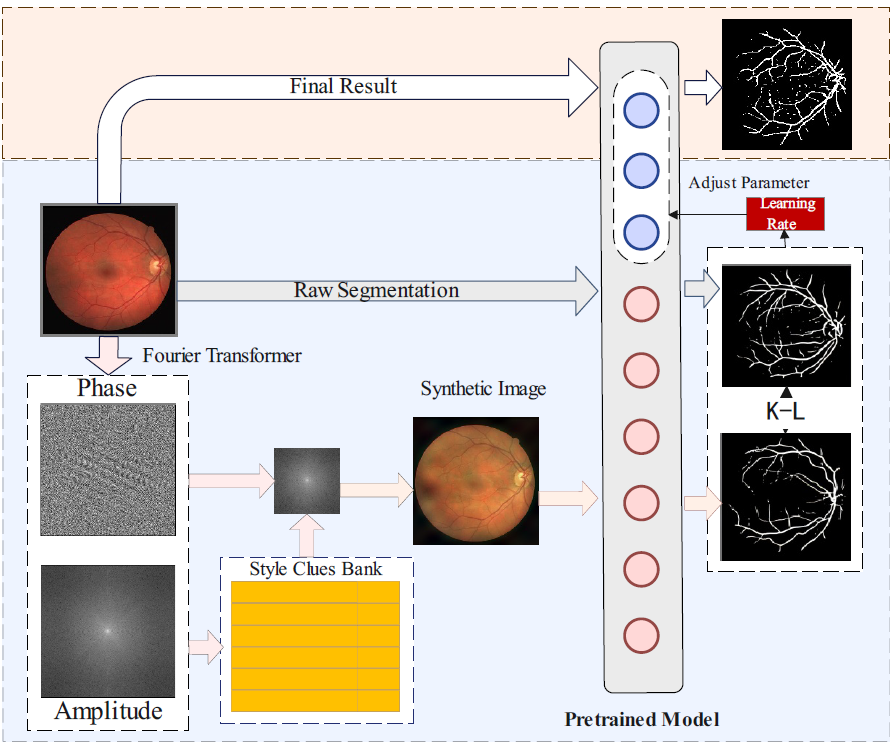 Final Result
Adjust Parameter
Learning
Rate
Raw Segmentation
Fourier Transformer
Phase
Synthetic Image
K-L
Style Clues Bank
Amplitude
Pretrained Model